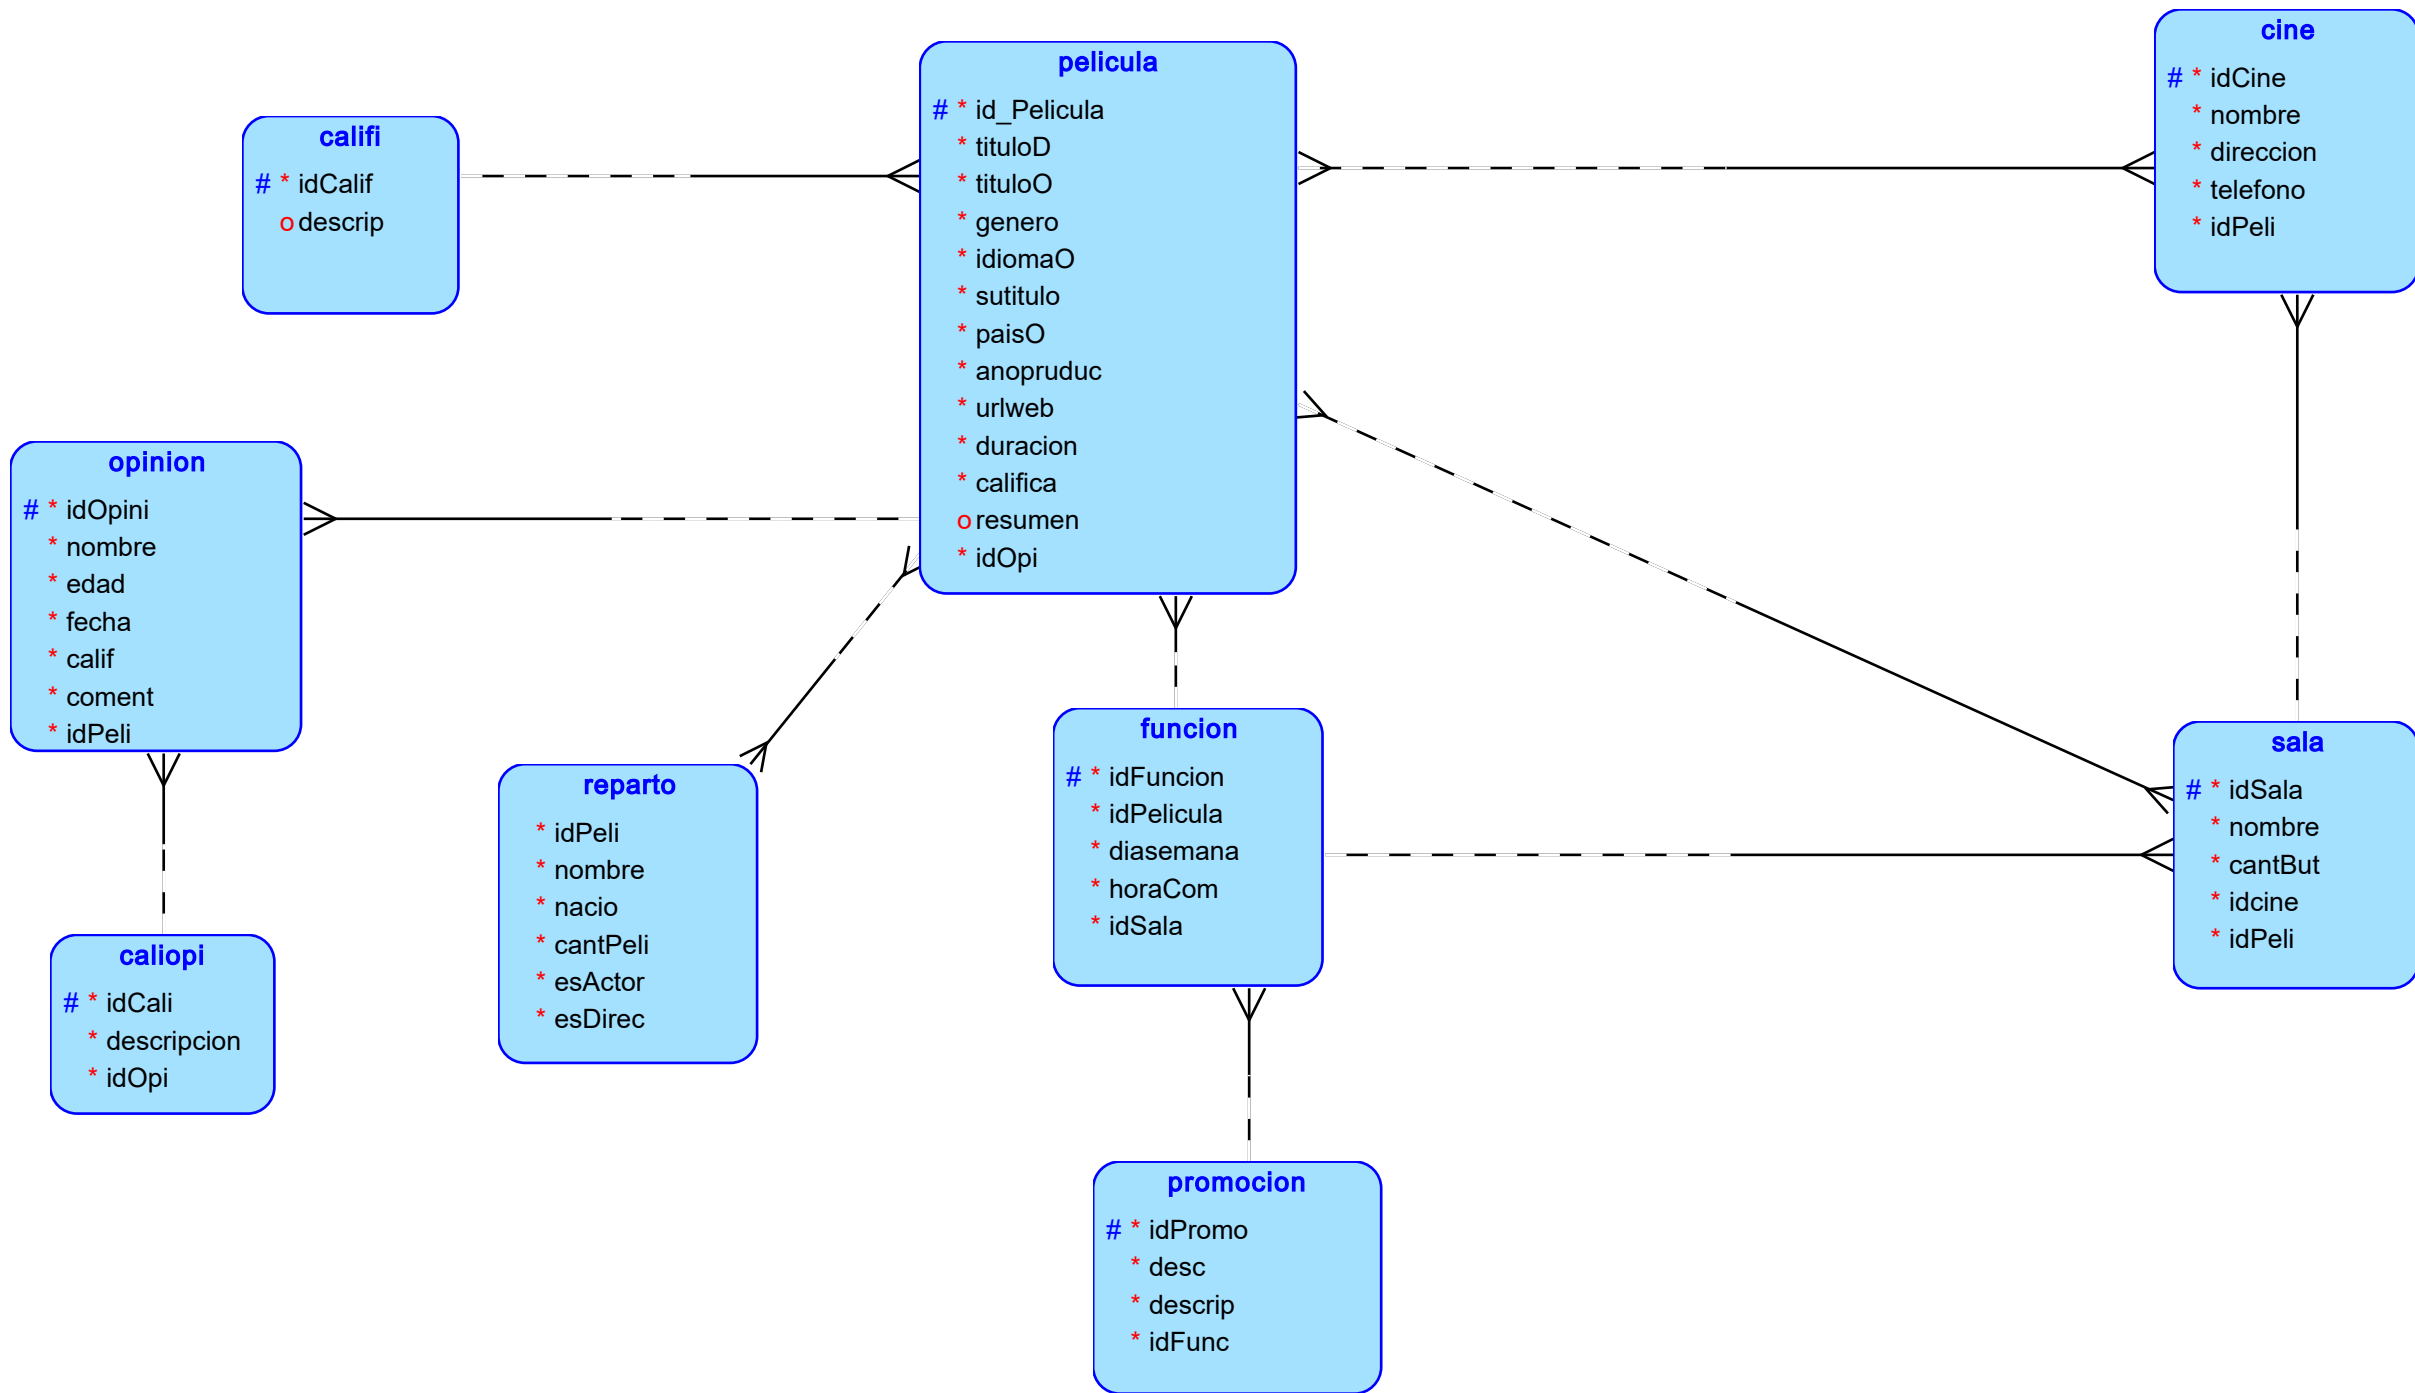 califi
# * idCalif
o descrip
pelicula
# * id_Pelicula
* tituloD
* tituloO
* genero
* idiomaO
* sutitulo
* paisO
* anopruduc
* urlweb
* duracion
* califica
o resumen
* idOpi
cine
# * idCine
* nombre
* direccion
* telefono
* idPeli
opinion
# * idOpini
* nombre
* edad
* fecha
* calif
* coment
* idPeli
reparto
* idPeli
* nombre
* nacio
* cantPeli
* esActor
* esDirec
funcion
# * idFuncion
* idPelicula
* diasemana
* horaCom
* idSala
sala
# * idSala
* nombre
* cantBut
* idcine
* idPeli
caliopi
# * idCali
* descripcion
* idOpi
promocion
# * idPromo
* desc
* descrip
* idFunc